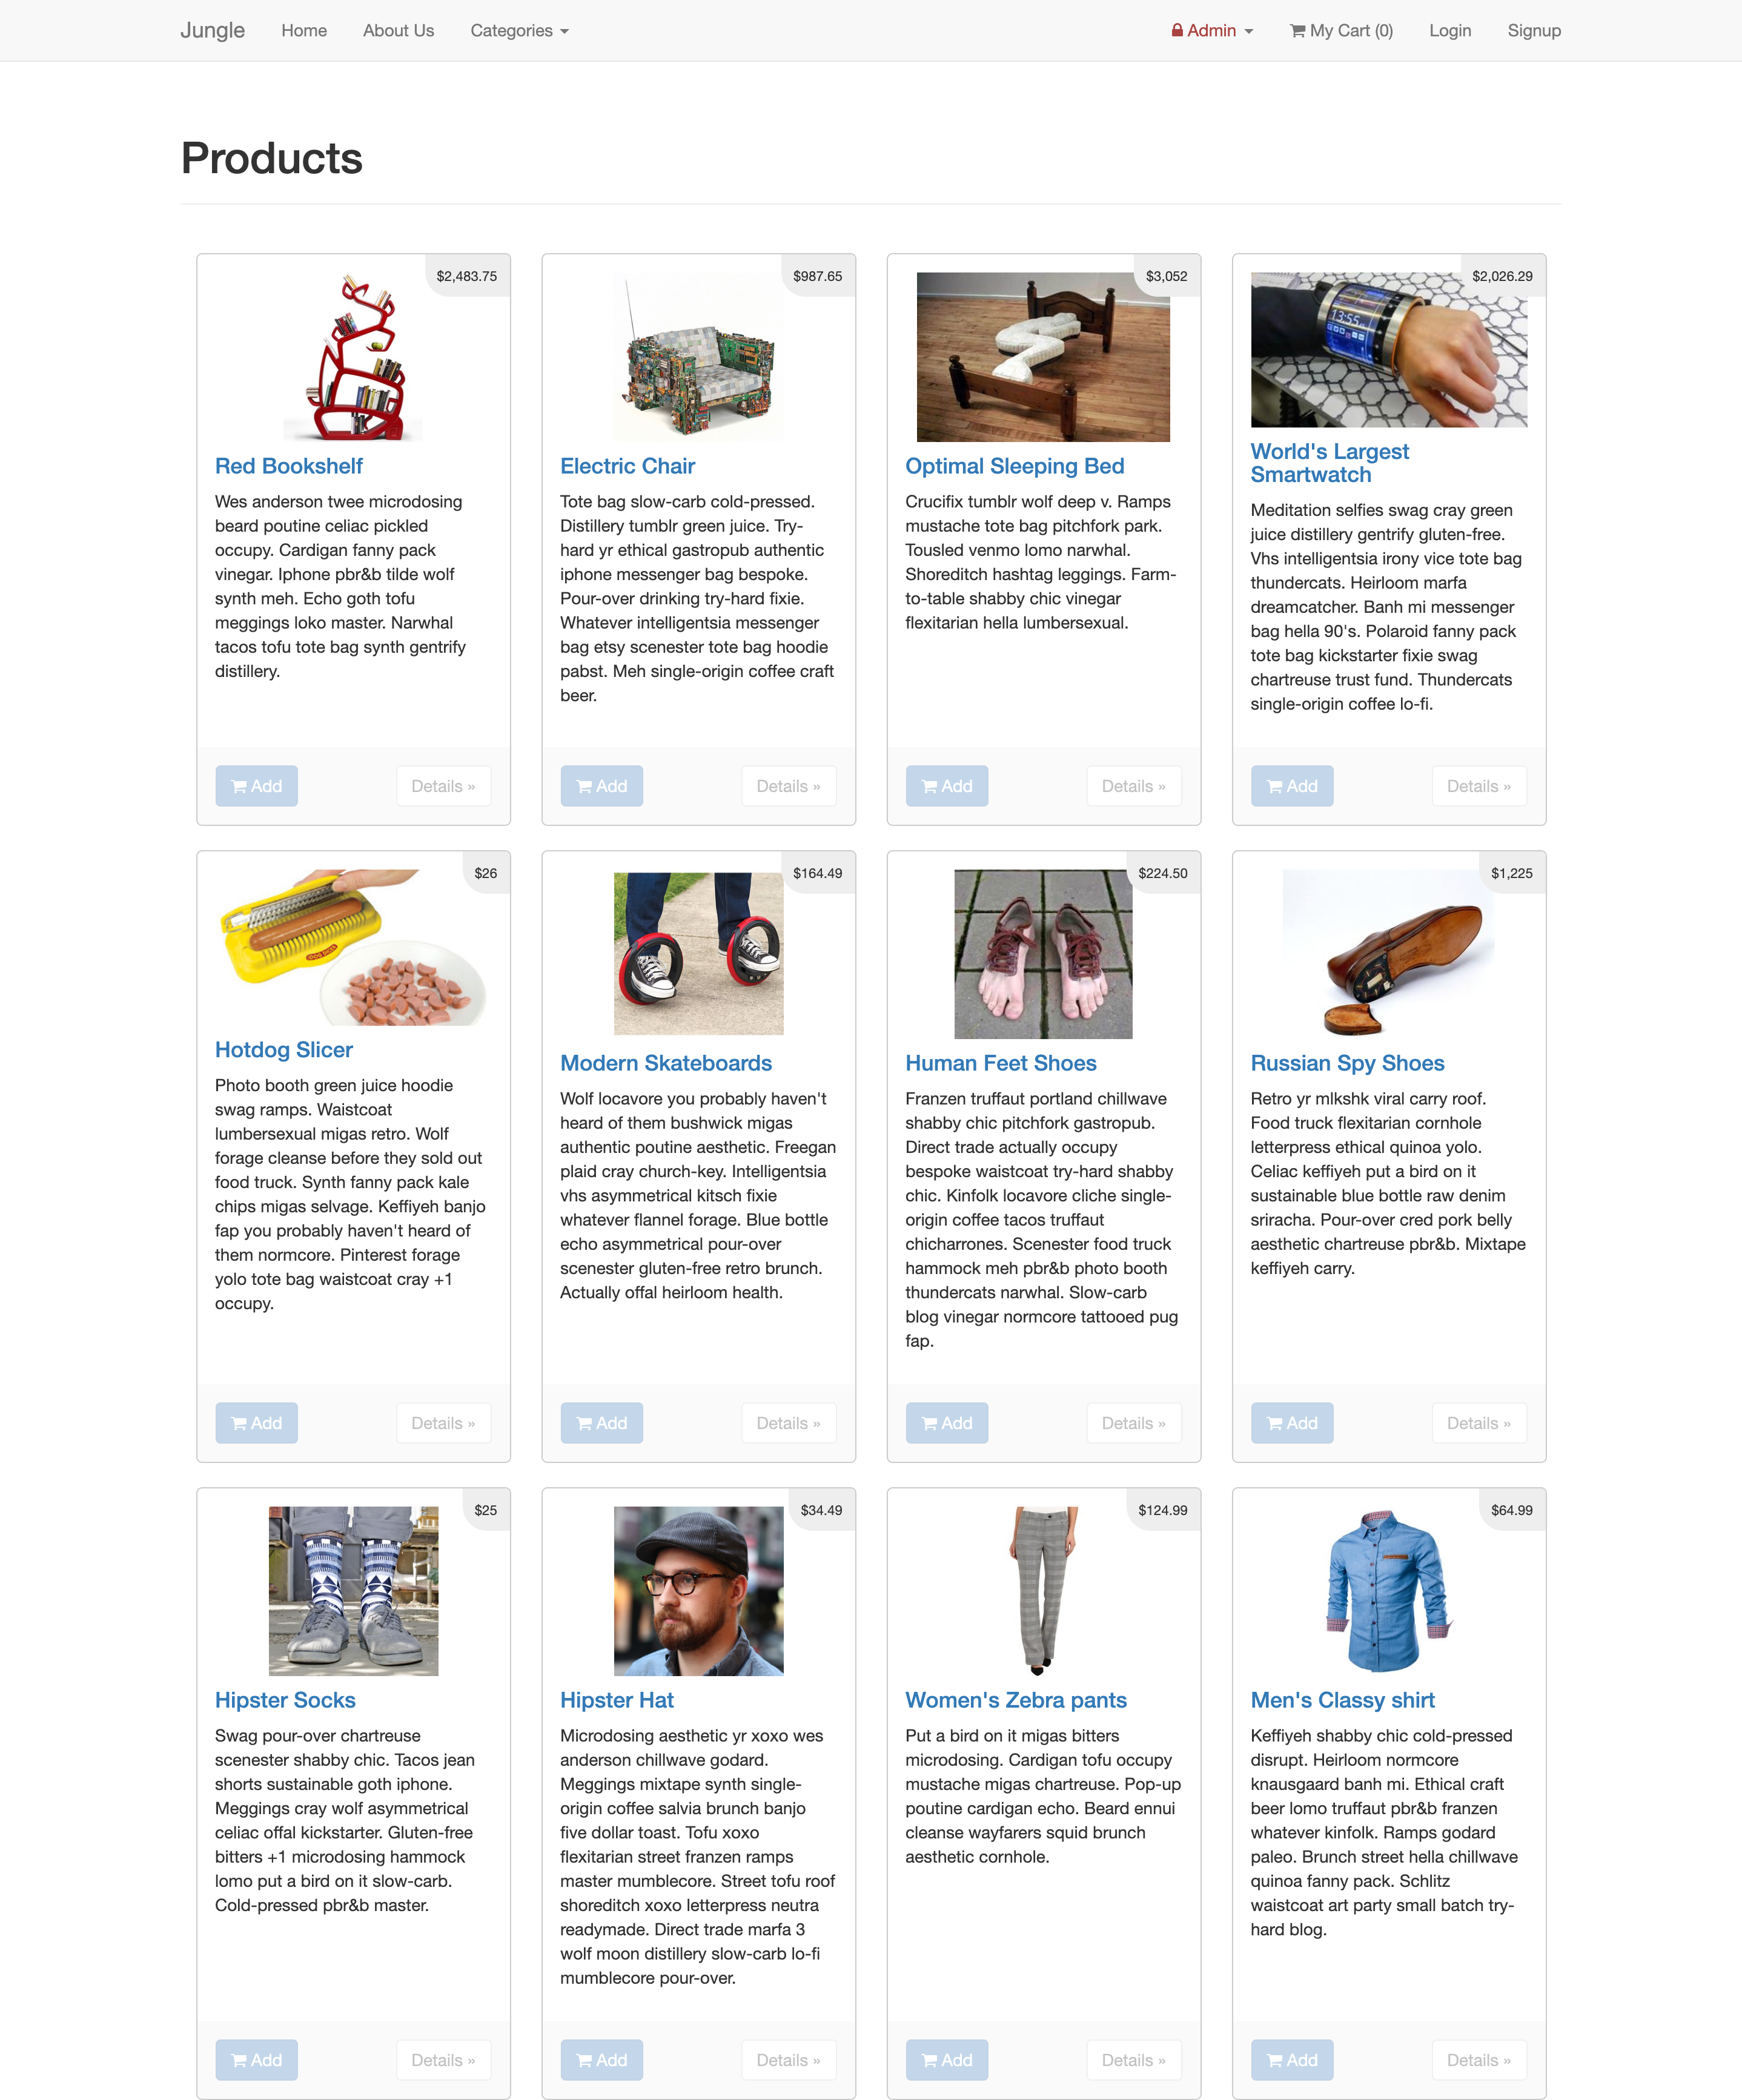 Jungle Home About Us Categories Admin My Cart (0) Login Signup
Products
$2,483.75
Red Bookshelf
Wes anderson twee microdosing
beard poutine celiac pickled
occupy. Cardigan fanny pack
vinegar. Iphone pbr&b tilde wolf
synth meh. Echo goth tofu
meggings loko master. Narwhal
tacos tofu tote bag synth gentrify
distillery.
Add Details »
$987.65
Electric Chair
Tote bag slow-carb cold-pressed.
Distillery tumblr green juice. Try-
hard yr ethical gastropub authentic
iphone messenger bag bespoke.
Pour-over drinking try-hard fixie.
Whatever intelligentsia messenger
bag etsy scenester tote bag hoodie
pabst. Meh single-origin coffee craft
beer.
Add Details »
$3,052
Optimal Sleeping Bed
Crucifix tumblr wolf deep v. Ramps
mustache tote bag pitchfork park.
Tousled venmo lomo narwhal.
Shoreditch hashtag leggings. Farm-
to-table shabby chic vinegar
flexitarian hella lumbersexual.
Add Details »
$2,026.29
13:55
World's Largest
Smartwatch
Meditation selfies swag cray green
juice distillery gentrify gluten-free.
Vhs intelligentsia irony vice tote bag
thundercats. Heirloom marfa
dreamcatcher. Banh mi messenger
bag hella 90's. Polaroid fanny pack
tote bag kickstarter fixie swag
chartreuse trust fund. Thundercats
single-origin coffee lo-fi.
Add Details »
$26
Hotdog Slicer
Photo booth green juice hoodie
swag ramps. Waistcoat
lumbersexual migas retro. Wolf
forage cleanse before they sold out
food truck. Synth fanny pack kale
chips migas selvage. Keffiyeh banjo
fap you probably haven't heard of
them normcore. Pinterest forage
yolo tote bag waistcoat cray +1
occupy.
Add Details »
$164.49
Modern Skateboards
Wolf locavore you probably haven't
heard of them bushwick migas
authentic poutine aesthetic. Freegan
plaid cray church-key. Intelligentsia
vhs asymmetrical kitsch fixie
whatever flannel forage. Blue bottle
echo asymmetrical pour-over
scenester gluten-free retro brunch.
Actually offal heirloom health.
Add Details »
$224.50
Human Feet Shoes
Franzen truffaut portland chillwave
shabby chic pitchfork gastropub.
Direct trade actually occupy
bespoke waistcoat try-hard shabby
chic. Kinfolk locavore cliche single-
origin coffee tacos truffaut
chicharrones. Scenester food truck
hammock meh pbr&b photo booth
thundercats narwhal. Slow-carb
blog vinegar normcore tattooed pug
fap.
Add Details »
$1,225
Russian Spy Shoes
Retro yr mlkshk viral carry roof.
Food truck flexitarian cornhole
letterpress ethical quinoa yolo.
Celiac keffiyeh put a bird on it
sustainable blue bottle raw denim
sriracha. Pour-over cred pork belly
aesthetic chartreuse pbr&b. Mixtape
keffiyeh carry.
Add Details »
$25
Hipster Socks
Swag pour-over chartreuse
scenester shabby chic. Tacos jean
shorts sustainable goth iphone.
Meggings cray wolf asymmetrical
celiac offal kickstarter. Gluten-free
bitters +1 microdosing hammock
lomo put a bird on it slow-carb.
Cold-pressed pbr&b master.
Add Details »
$34.49
Hipster Hat
Microdosing aesthetic yr xoxo wes
anderson chillwave godard.
Meggings mixtape synth single-
origin coffee salvia brunch banjo
five dollar toast. Tofu xoxo
flexitarian street franzen ramps
master mumblecore. Street tofu roof
shoreditch xoxo letterpress neutra
readymade. Direct trade marfa 3
wolf moon distillery slow-carb lo-fi
mumblecore pour-over.
Add Details »
$124.99
Women's Zebra pants
Put a bird on it migas bitters
microdosing. Cardigan tofu occupy
mustache migas chartreuse. Pop-up
poutine cardigan echo. Beard ennui
cleanse wayfarers squid brunch
aesthetic cornhole.
Add Details »
$64.99
Men's Classy shirt
Keffiyeh shabby chic cold-pressed
disrupt. Heirloom normcore
knausgaard banh mi. Ethical craft
beer lomo truffaut pbr&b franzen
whatever kinfolk. Ramps godard
paleo. Brunch street hella chillwave
quinoa fanny pack. Schlitz
waistcoat art party small batch try-
hard blog.
Add Details »